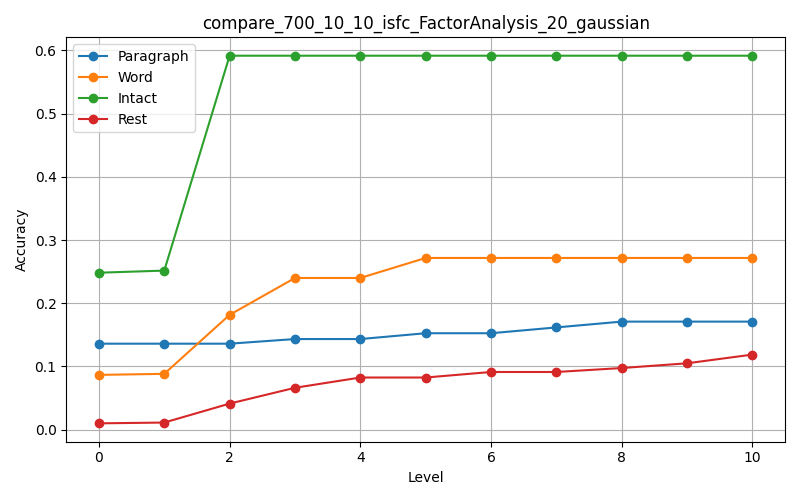 compare_700_10_10_isfc_FactorAnalysis_20_gaussian
Paragraph
Word
Intact
Rest
Accuracy
0.6
0.5
0.4
0.3
0.2
0.1
0.0
0 2 4 6 8 10
Level